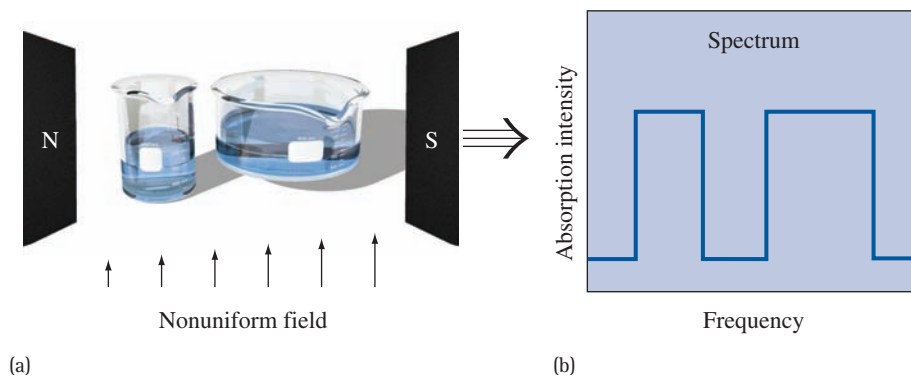 N
S
Nonuniform field
(a)
Spectrum
Absorption intensity
Frequency
(b)